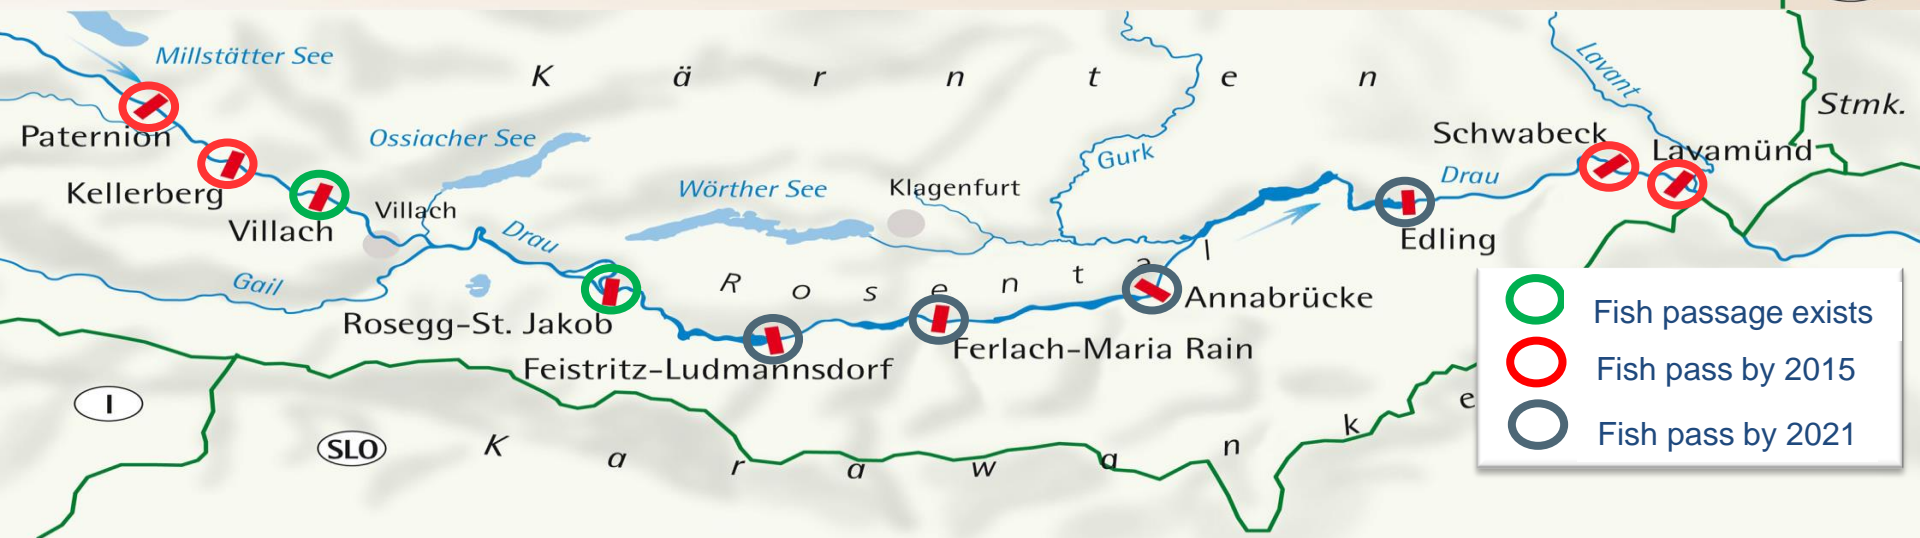 Millstätter See
K ä r n t e n
Lavant
Stmk.
Paternion
Ossiacher See
Schwabeck
Lavamünd
Kellerberg
Wörther See
Klagenfurt
Gurk
Drau
Villach
Villach
Drau
Edling
Gail
R o s e n t a l
Annabrücke
Rosegg-St. Jakob
Feistritz-Ludmannsdorf
Ferlach-Maria Rain
I
SLO
K a r a w a n k e
Fish passage exists
Fish pass by 2015
Fish pass by 2021